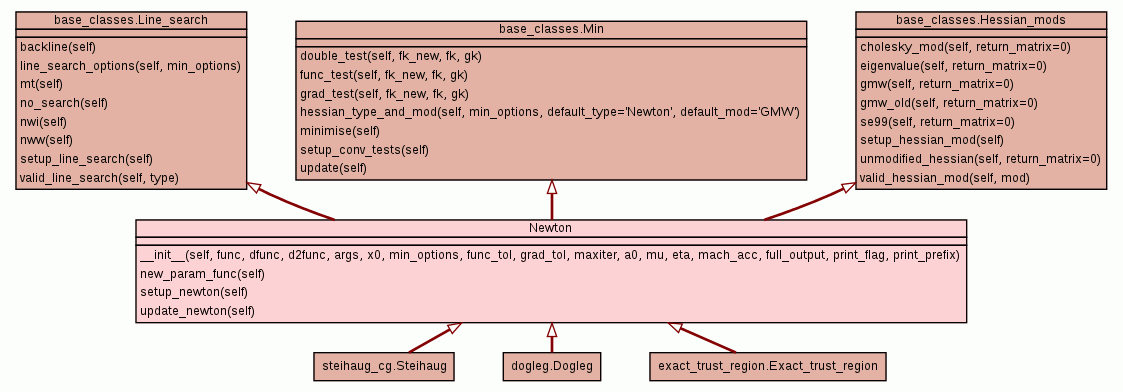 base_classes.Line_search
backline(self)
line_search_options(self, min_options)
mt(self)
no_search(self)
nwi(self)
nww(self)
setup_line_search(self)
valid_line_search(self, type)
base_classes.Min
double_test(self, fk_new, fk, gk)
func_test(self, fk_new, fk, gk)
grad_test(self, fk_new, fk, gk)
hessian_type_and_mod(self, min_options, default_type='Newton', default_mod='GMW')
minimise(self)
setup_conv_tests(self)
update(self)
base_classes.Hessian_mods
cholesky_mod(self, return_matrix=0)
eigenvalue(self, return_matrix=0)
gmw(self, return_matrix=0)
gmw_old(self, return_matrix=0)
se99(self, return_matrix=0)
setup_hessian_mod(self)
unmodified_hessian(self, return_matrix=0)
valid_hessian_mod(self, mod)
Newton
__init__(self, func, dfunc, d2func, args, x0, min_options, func_tol, grad_tol, maxiter, a0, mu, eta, mach_acc, full_output, print_flag, print_prefix)
new_param_func(self)
setup_newton(self)
update_newton(self)
steihaug_cg.Steihaug
dogleg.Dogleg
exact_trust_region.Exact_trust_region